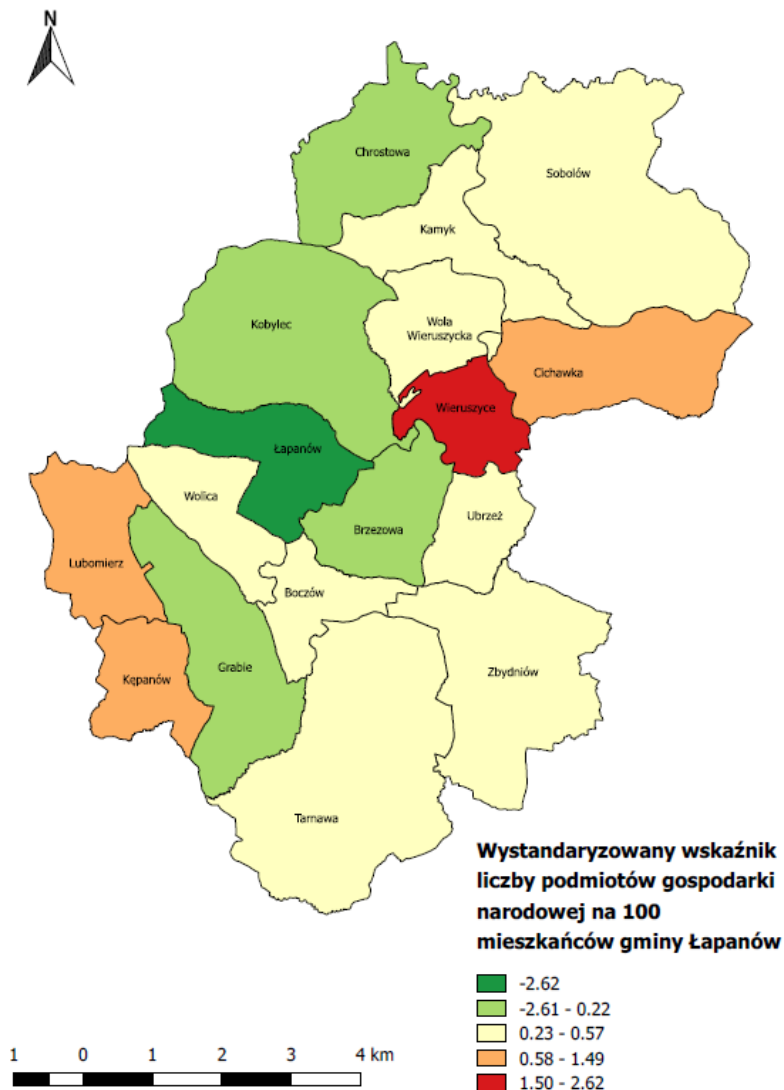 N
Chrostowa
Sobolów
Kamyk
Kobylec
Wola
Wieruszycka
Cichawka
Wieruszyce
Łapanów
Wolica
Ubrzeż
Brzezowa
Lubomierz
Boczów
Grabie
Zbydniów
Kępanów
Tarnawa
Wystandaryzowany wskaźnik
liczby podmiotów gospodarki
narodowej na 100
mieszkańców gminy Łapanów
-2.62
-2.61 - 0.22
0.23 - 0.57
0.58 - 1.49
1.50 - 2.62
1 0 1 2 3 4 km